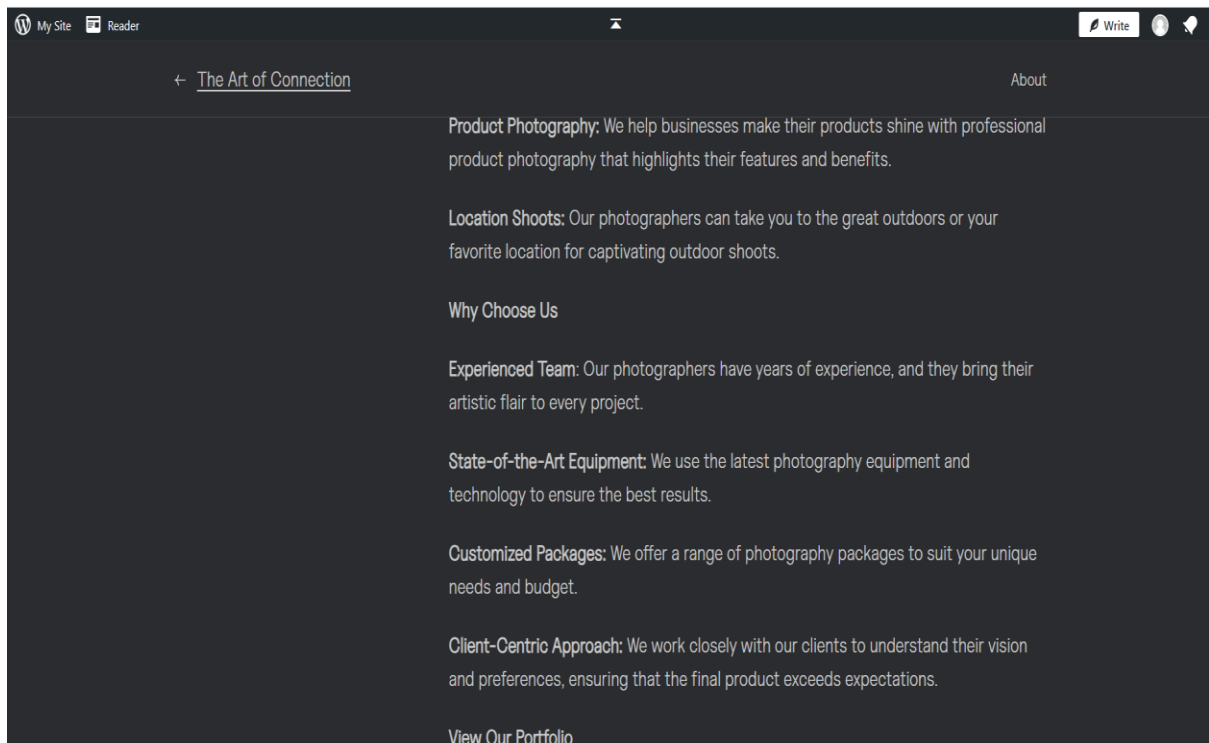 My Site Reader Write
← The Art of Connection About
Product Photography: We help businesses make their products shine with professional
product photography that highlights their features and benefits.
Location Shoots: Our photographers can take you to the great outdoors or your
favorite location for captivating outdoor shoots.
Why Choose Us
Experienced Team: Our photographers have years of experience, and they bring their
artistic flair to every project.
State-of-the-Art Equipment: We use the latest photography equipment and
technology to ensure the best results.
Customized Packages: We offer a range of photography packages to suit your unique
needs and budget.
Client-Centric Approach: We work closely with our clients to understand their vision
and preferences, ensuring that the final product exceeds expectations.
View Our Portfolio